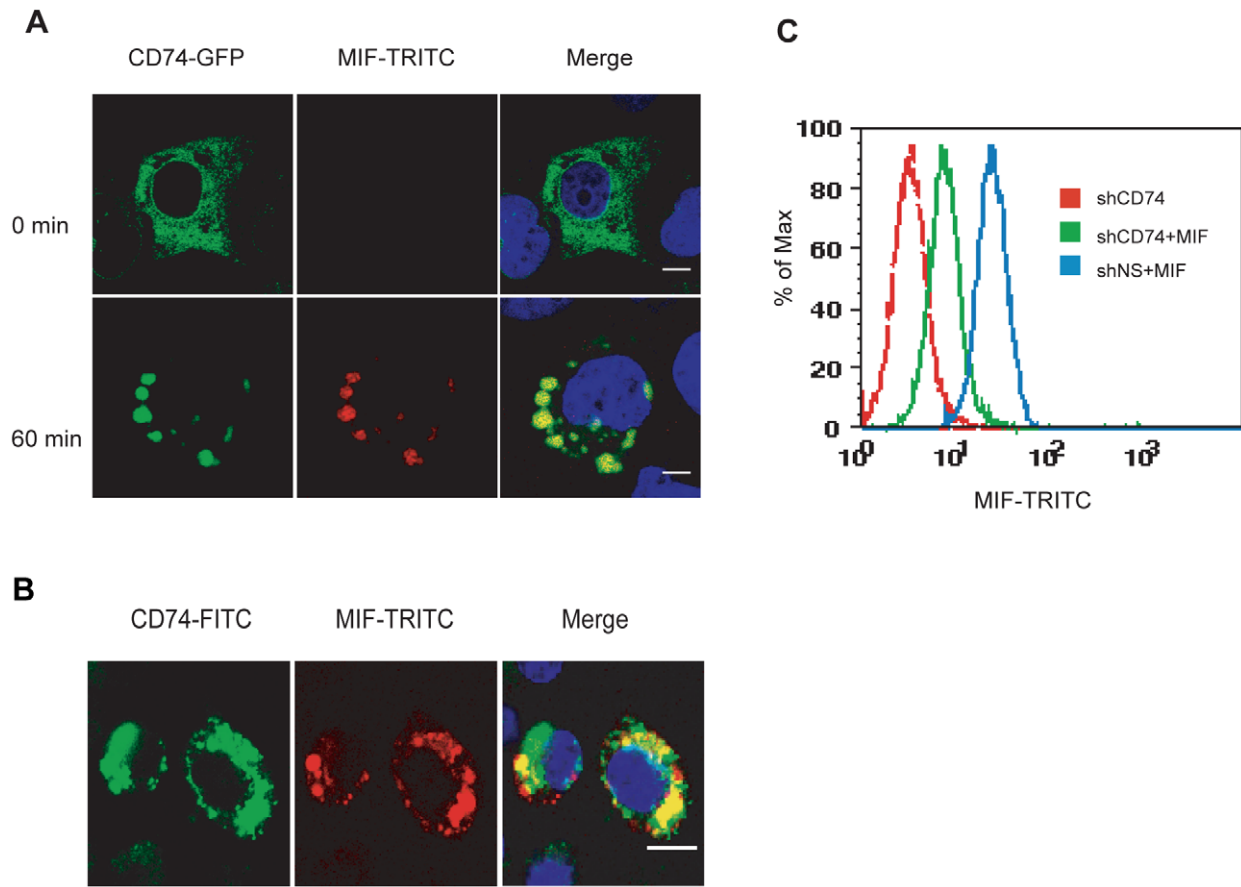 A
CD74-GFP MIF-TRITC Merge
0 min
60 min
B
CD74-FITC MIF-TRITC Merge
C
% of Max
100
80
60
40
20
0
10⁰ 10¹ 10² 10³
MIF-TRITC
shCD74
shCD74+MIF
shNS+MIF